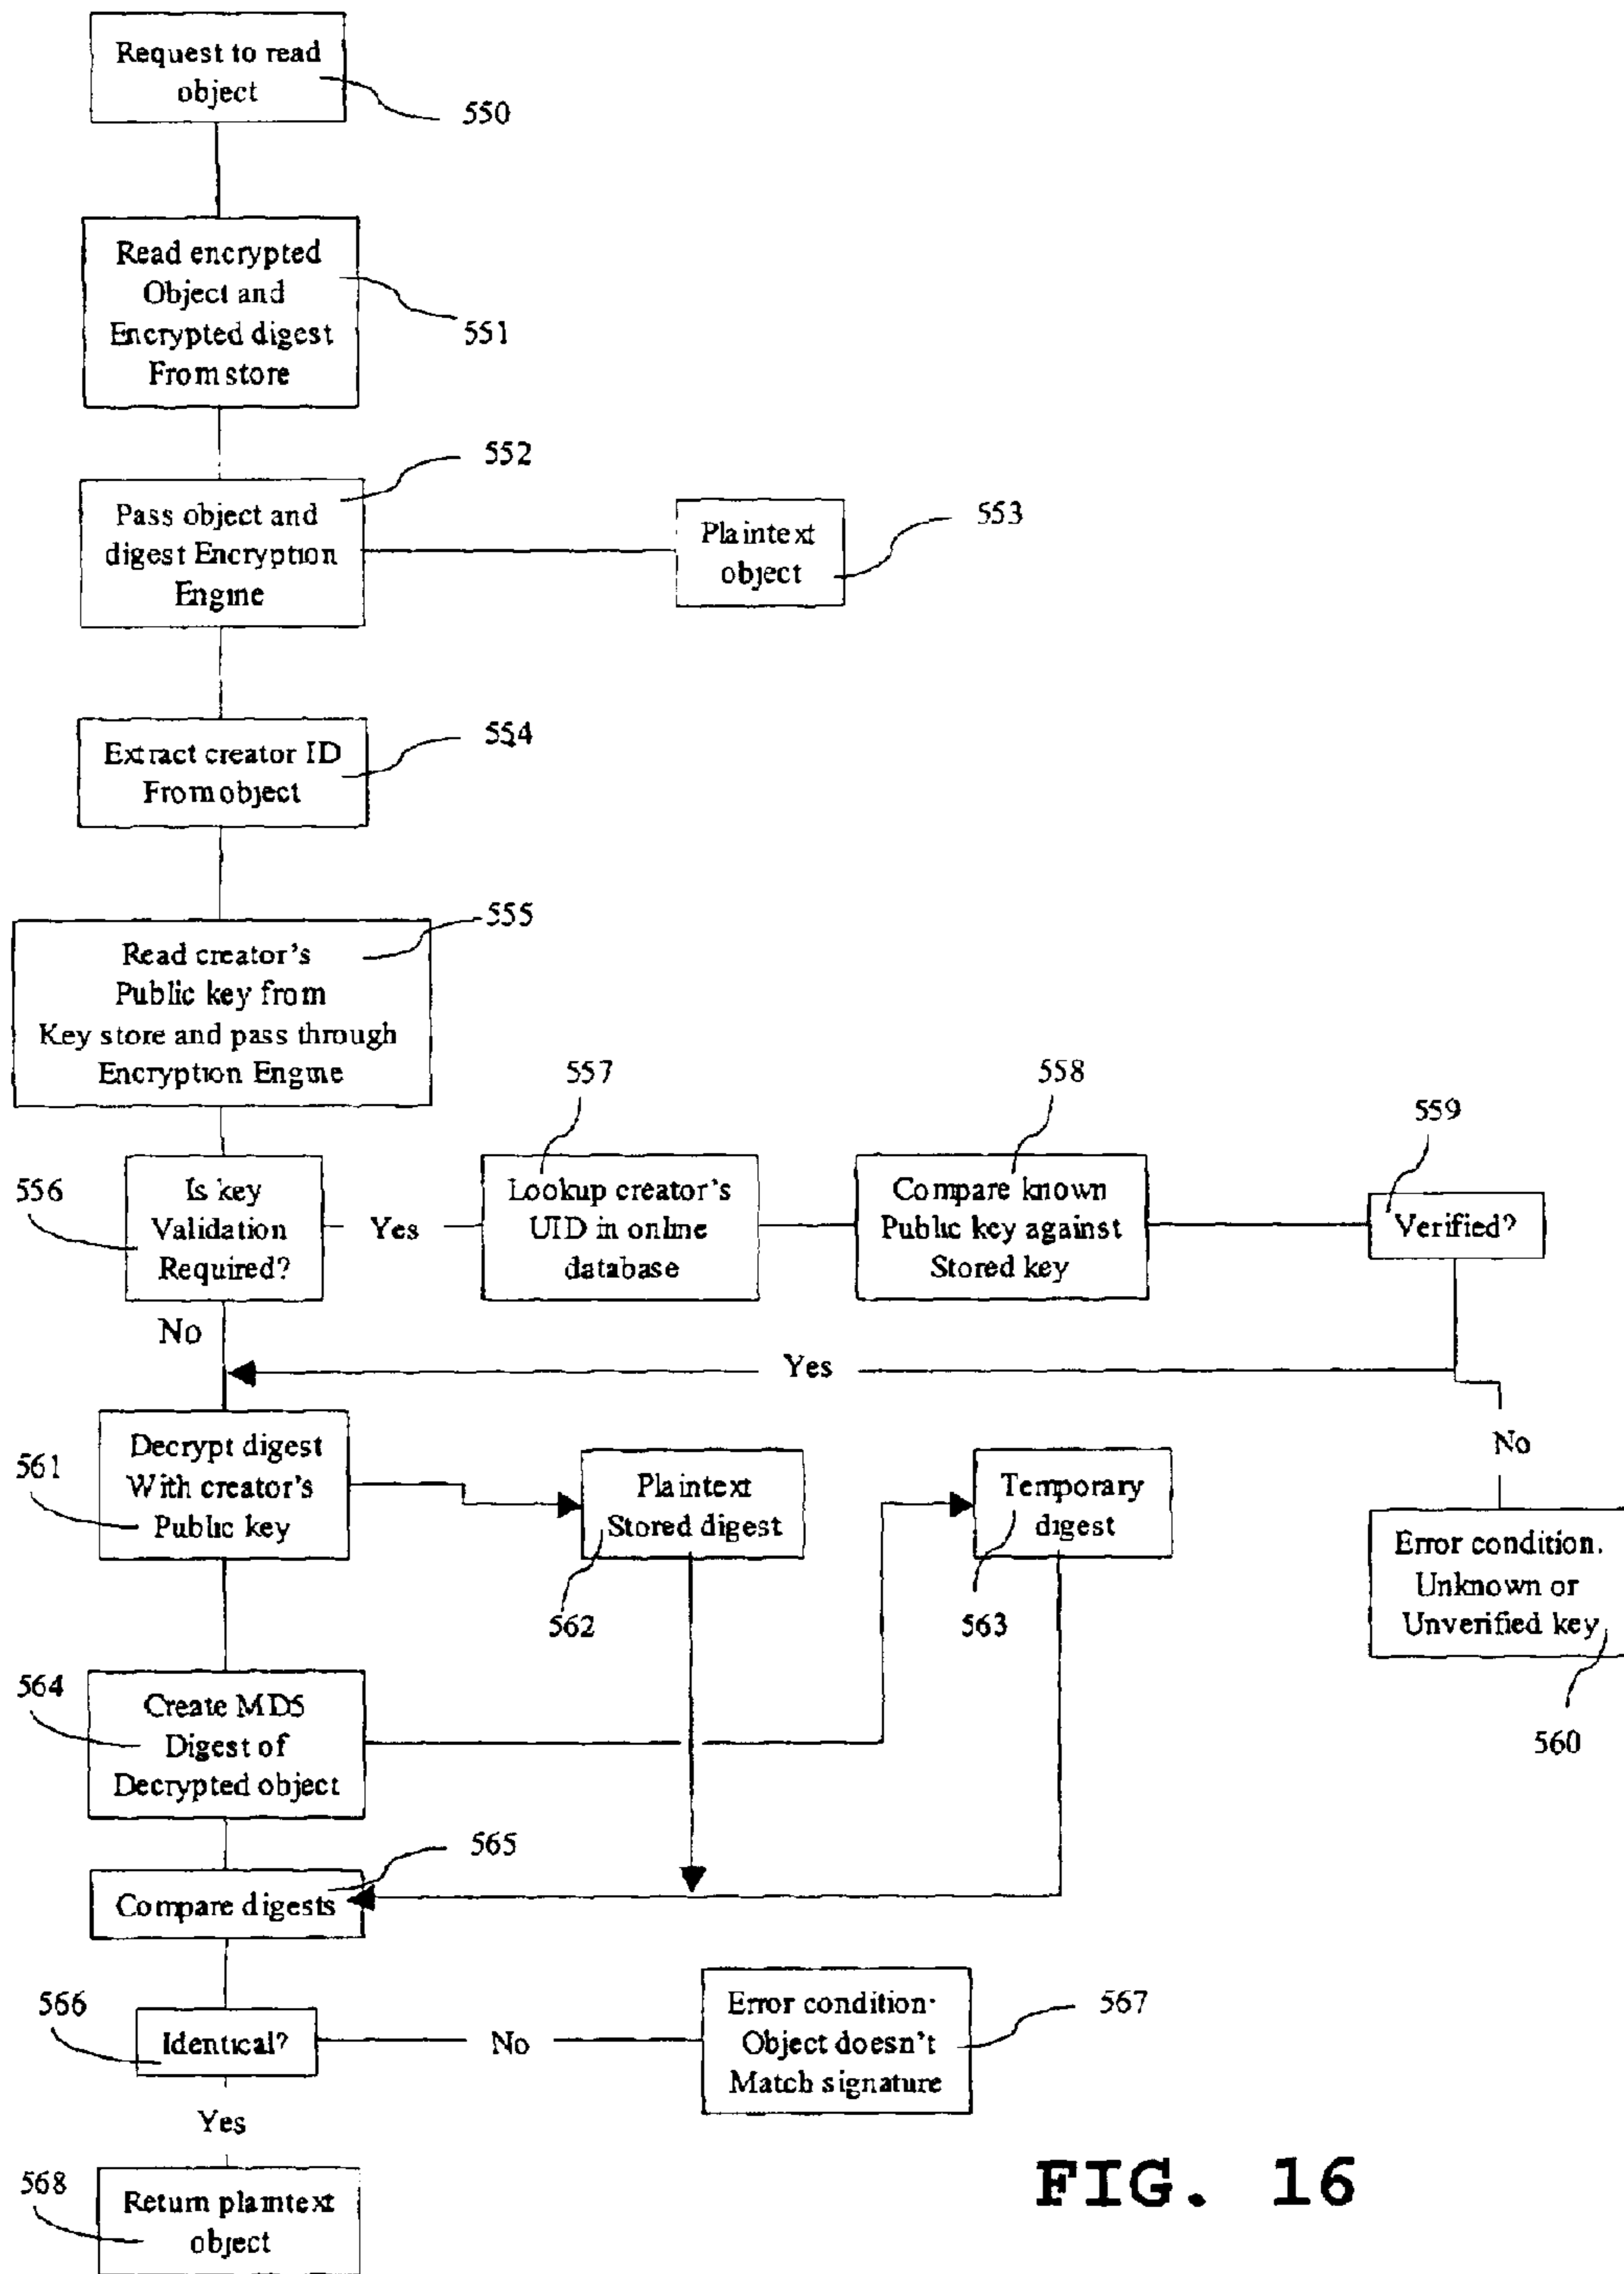 Request to read
object
550
Read encrypted
Object and
Encrypted digest
From store
551
552
Pass object and
digest Encryption
Engine
Plaintext
object
553
Extract creator ID
From object
554
555
Read creator's
Public key from
Key store and pass through
Encryption Engine
556
Is key
Validation
Required?
Yes
557
Lookup creator's
UID in online
database
558
Compare known
Public key against
Stored key
559
Verified?
No
Yes
No
561
Decrypt digest
With creator's
Public key
Plaintext
Stored digest
562
Temporary
digest
563
Error condition.
Unknown or
Unverified key
560
564
Create MD5
Digest of
Decrypted object
565
Compare digests
566
Identical?
No
Error condition.
Object doesn't
Match signature
567
Yes
568
Return plaintext
object
FIG. 16